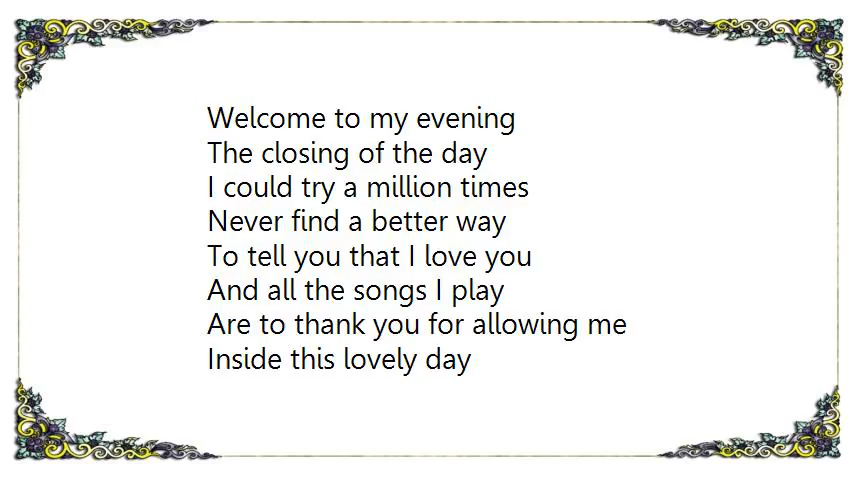 Welcome to my evening
The closing of the day
I could try a million times
Never find a better way
To tell you that I love you
And all the songs I play
Are to thank you for allowing me
Inside this lovely day